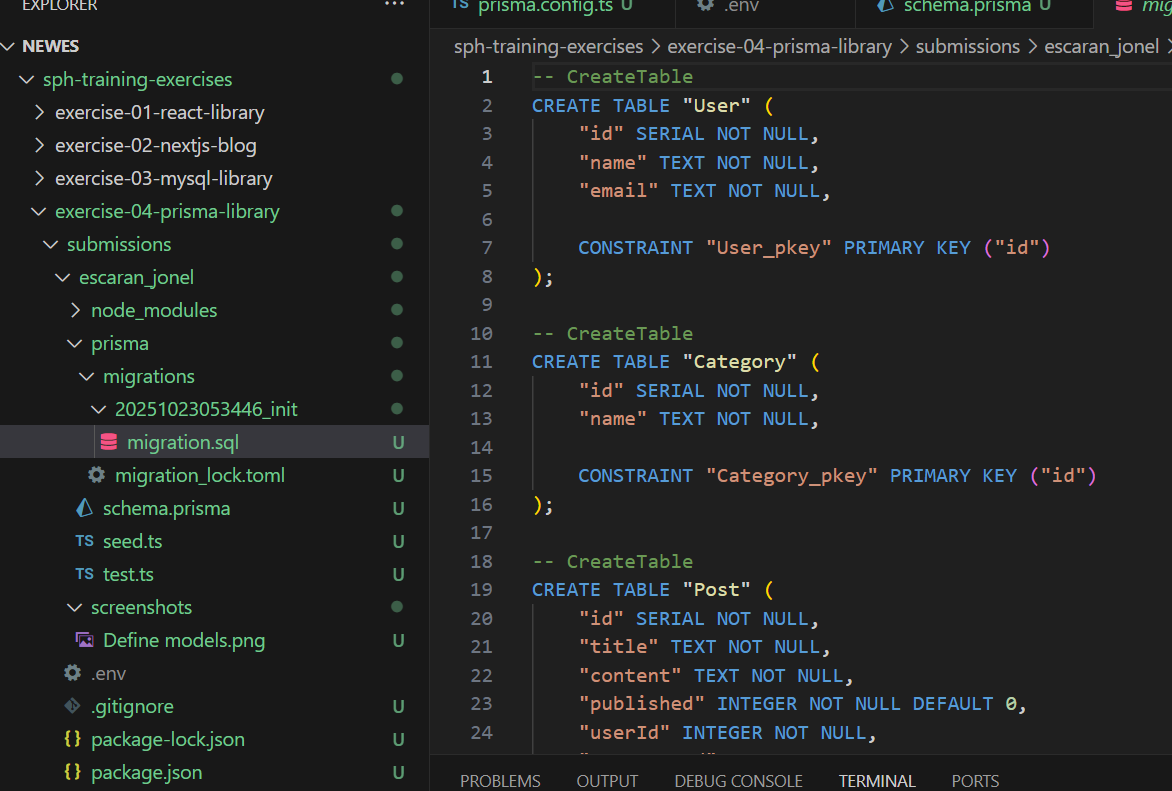 EXPLORER
...
NEWES
sph-training-exercises
exercise-01-react-library
exercise-02-nextjs-blog
exercise-03-mysql-library
exercise-04-prisma-library
submissions
escaran_jonel
node_modules
prisma
migrations
20251023053446_init
migration.sql U
migration_lock.toml U
schema.prisma U
TS seed.ts U
TS test.ts U
screenshots
Define models.png U
.env
.gitignore U
{} package-lock.json U
{} package.json U
TS prisma.config.ts U .env schema.prisma U
sph-training-exercises > exercise-04-prisma-library > submissions > escaran_jonel >
1 -- CreateTable
2 CREATE TABLE "User" (
3 "id" SERIAL NOT NULL,
4 "name" TEXT NOT NULL,
5 "email" TEXT NOT NULL,
6
7 CONSTRAINT "User_pkey" PRIMARY KEY ("id")
8 );
9
10 -- CreateTable
11 CREATE TABLE "Category" (
12 "id" SERIAL NOT NULL,
13 "name" TEXT NOT NULL,
14
15 CONSTRAINT "Category_pkey" PRIMARY KEY ("id")
16 );
17
18 -- CreateTable
19 CREATE TABLE "Post" (
20 "id" SERIAL NOT NULL,
21 "title" TEXT NOT NULL,
22 "content" TEXT NOT NULL,
23 "published" INTEGER NOT NULL DEFAULT 0,
24 "userId" INTEGER NOT NULL,
PROBLEMS OUTPUT DEBUG CONSOLE TERMINAL PORTS